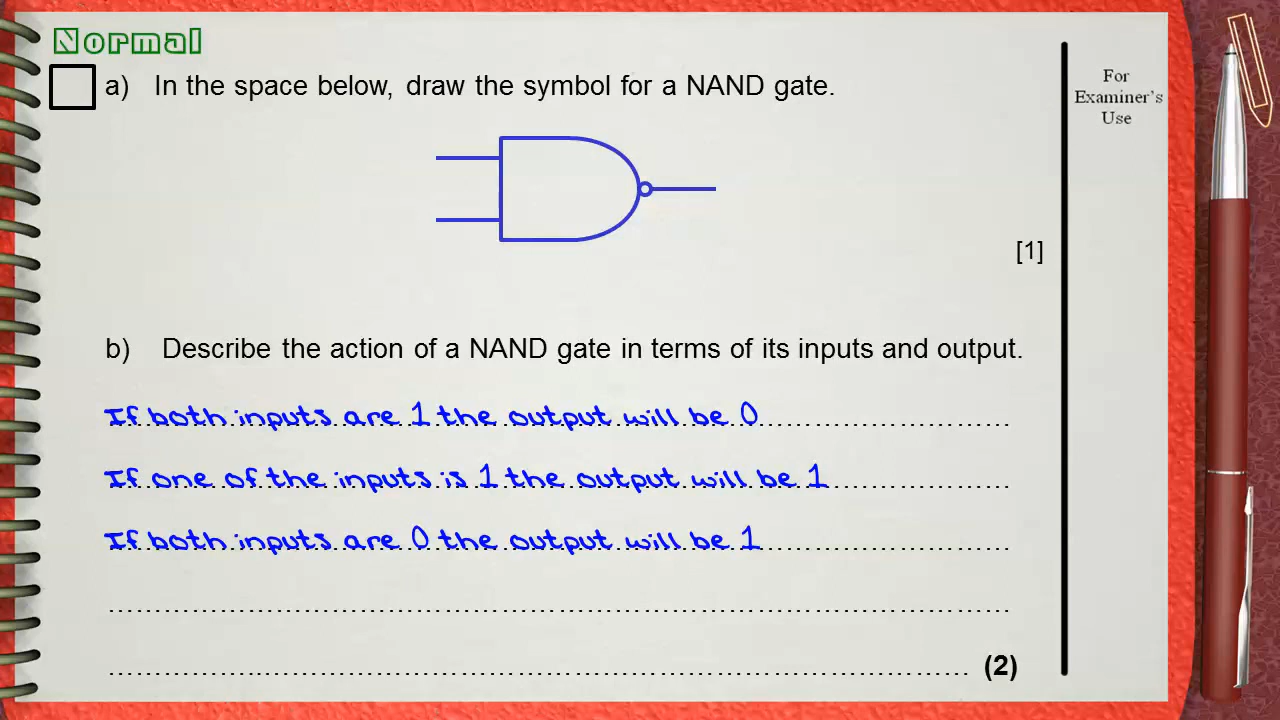 Normal
a) In the space below, draw the symbol for a NAND gate.
For
Examiner's
Use
[1]
b) Describe the action of a NAND gate in terms of its inputs and output.
If both inputs are 1 the output will be 0
If one of the inputs is 1 the output will be 1
If both inputs are 0 the output will be 1
(2)